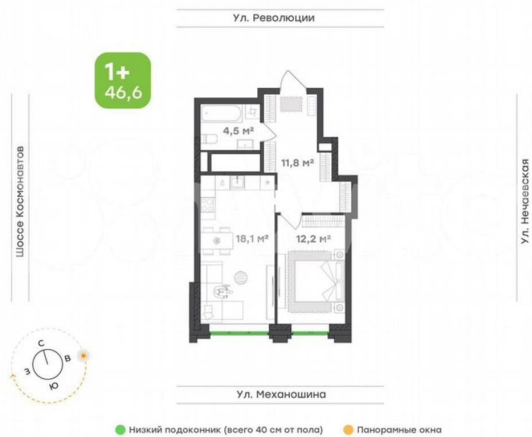 Ул. Революции
1+
46,6
4,5 м²
11,8 м²
Шоссе Космонавтов
Ул. Нечаевская
18,1 м²
12,2 м²
С
З
В
Ю
Ул. Механошина
Низкий подоконник (всего 40 см от пола)
Панорамные окна